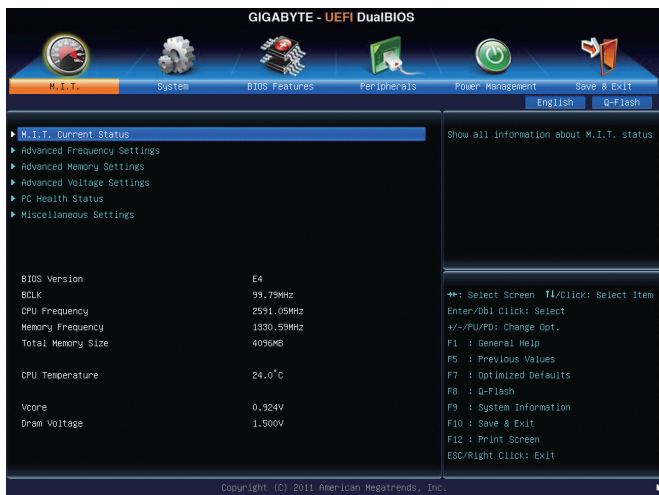 GIGABYTE - UEFI DualBIOS
M.I.T. System BIOS Features Peripherals Power Management Save & Exit
English Q-Flash
M.I.T. Current Status
Advanced Frequency Settings
Advanced Memory Settings
Advanced Voltage Settings
PC Health Status
Miscellaneous Settings
BIOS Version E4
BCLK 99.79MHz
CPU Frequency 2591.05MHz
Memory Frequency 1330.59MHz
Total Memory Size 4096MB
CPU Temperature 24.0°C
Vcore 0.924V
Dram Voltage 1.500V
Show all information about M.I.T. status
→←: Select Screen ↑↓/Click: Select Item
Enter/Dbl Click: Select
+/-/PU/PD: Change Opt.
F1 : General Help
F5 : Previous Values
F7 : Optimized Defaults
F8 : Q-Flash
F9 : System Information
F10 : Save & Exit
F12 : Print Screen
ESC/Right Click: Exit
Copyright (C) 2011 American Megatrends, Inc.